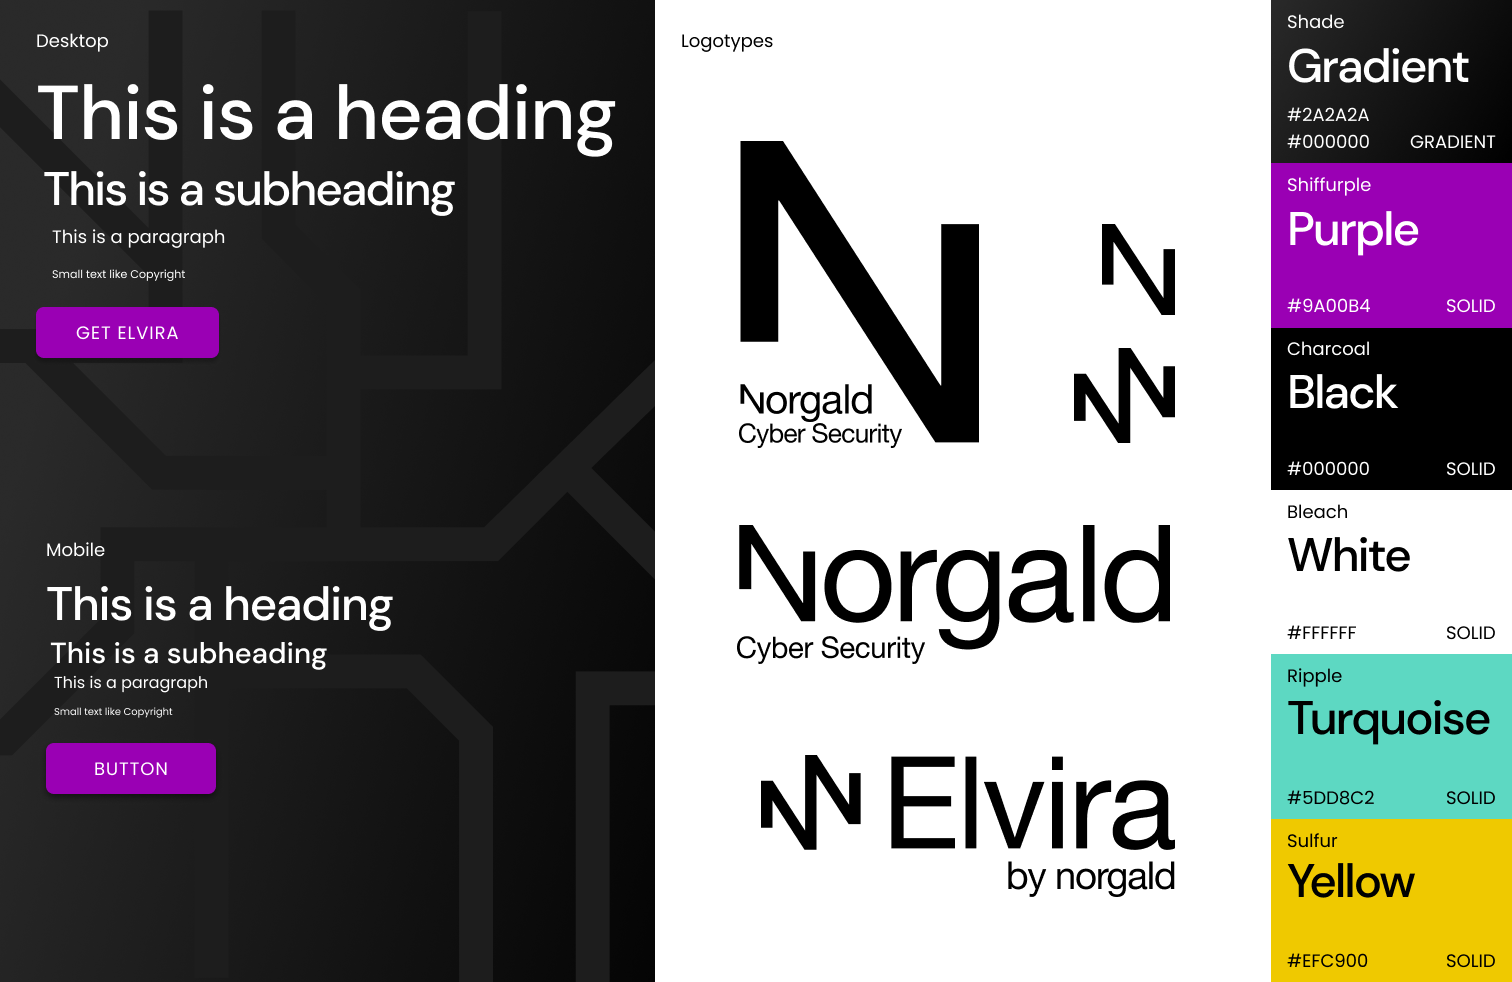 Desktop
This is a heading
This is a subheading
This is a paragraph
Small text like Copyright
GET ELVIRA
Mobile
This is a heading
This is a subheading
This is a paragraph
Small text like Copyright
BUTTON
Logotypes
N
Norgald
Cyber Security
N
Norgald
Cyber Security
Elvira
by norgald
Shade
Gradient
#2A2A2A
#000000 GRADIENT
Shiffurple
Purple
#9A00B4 SOLID
Charcoal
Black
#000000 SOLID
Bleach
White
#FFFFFF SOLID
Ripple
Turquoise
#5DD8C2 SOLID
Sulfur
Yellow
#EFC900 SOLID